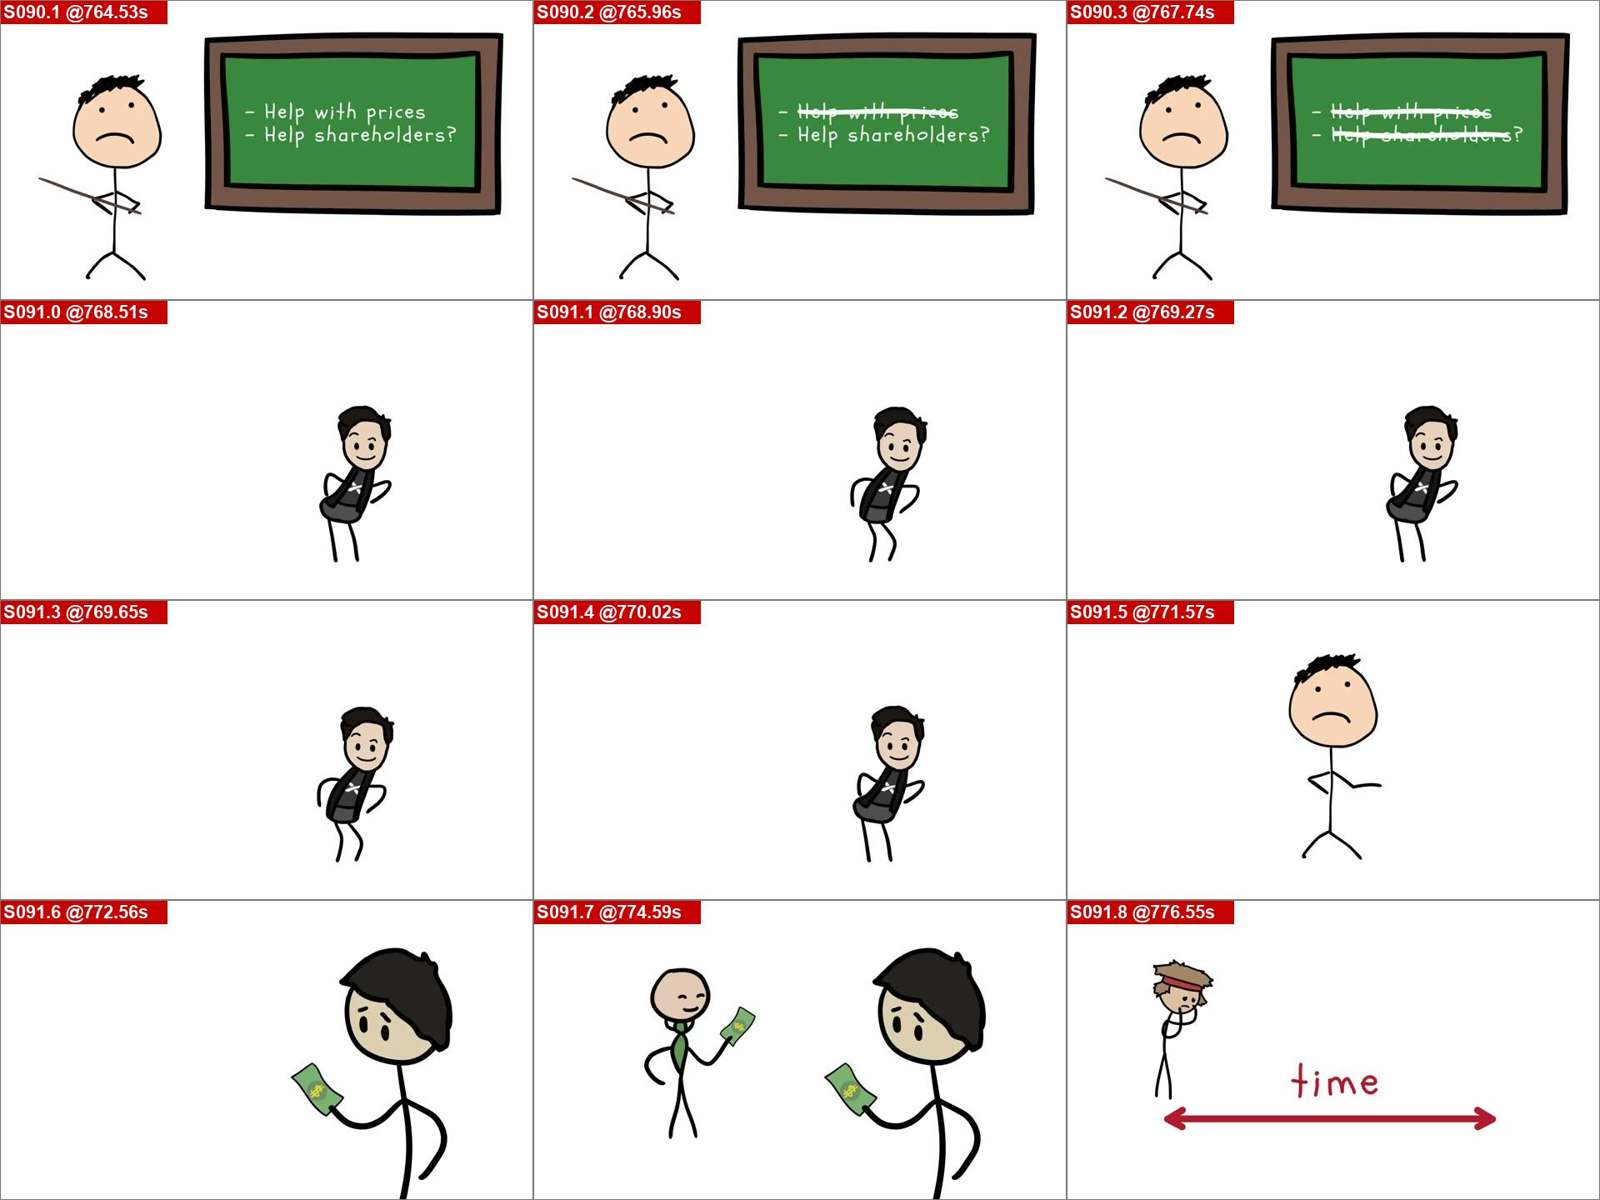 S090.1 @764.53s
- Help with prices
- Help shareholders?
S090.2 @765.96s
- Help with prices
- Help shareholders?
S090.3 @767.74s
- Help with prices
- Help shareholders?
S091.0 @768.51s
S091.1 @768.90s
S091.2 @769.27s
S091.3 @769.65s
S091.4 @770.02s
S091.5 @771.57s
S091.6 @772.56s
$
S091.7 @774.59s
$
$
S091.8 @776.55s
time